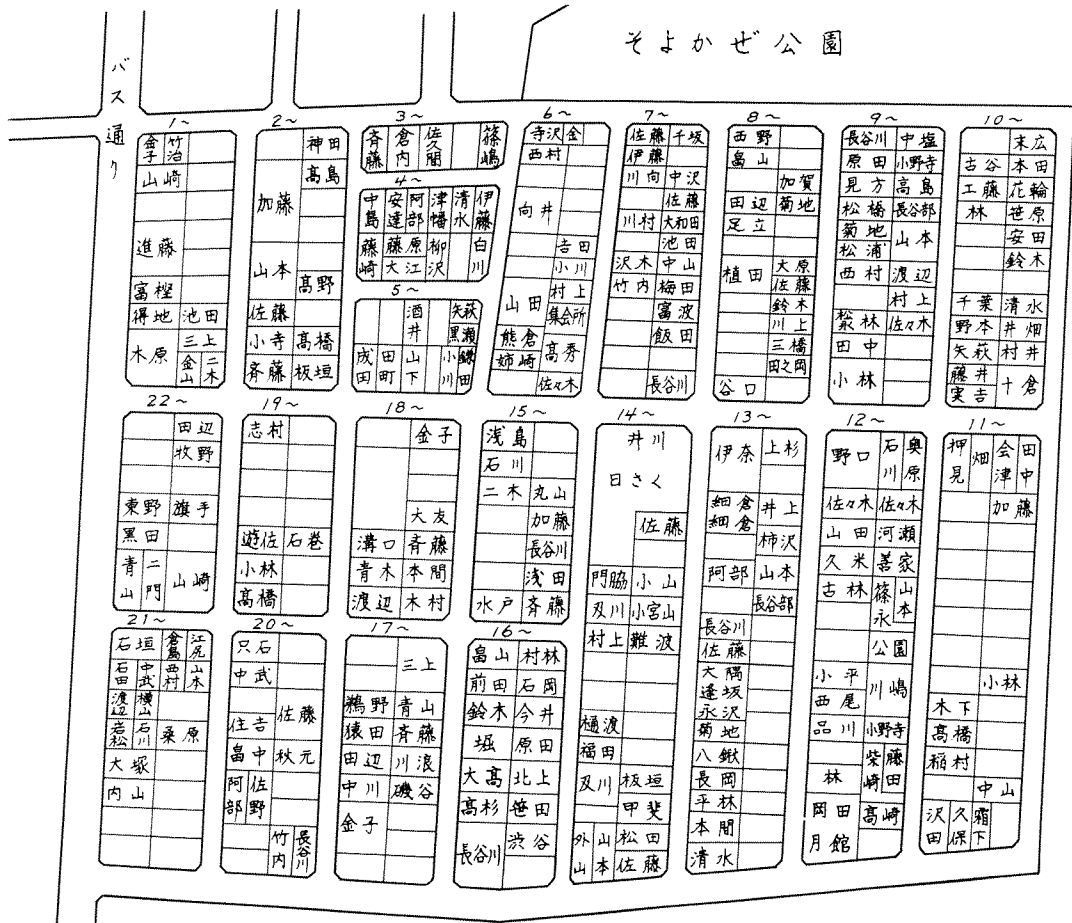 そよかぜ公園
バス通り
1~
金子 竹治
山崎
進藤
富樫
得地 池田
木原 三上
金山 二木
2~
神田
髙島
加藤
山本 髙野
佐藤
小寺 髙橋
斉藤 板垣
3~
斉藤 倉内 佐久間 篠嶋
4~
中島 安達 阿部 津幡 清水 伊藤
藤崎 藤大 原江 柳沢 白川
5~
酒井 矢萩
黒瀬
成田 田町 山下 小川 鎌田
6~
寺沢 金
西村
向井
吉田
小川
山田 村上
集会所
熊倉 高秀
姉崎
佐々木
7~
佐藤 千坂
伊藤
川向 中沢
佐藤
川村 大和田
池田
沢木 中山
竹内 梅田
富波
飯田
長谷川
8~
西野
畠山
加賀
田辺 菊地
足立
植田 大原
佐藤
鈴木
川上
三橋
田之岡
谷口
9~
長谷川 中塩
原田 小野寺
見方 高島
松橋 長谷部
菊地 山本
松浦
西村 渡辺
村上
佐々木
田中
小林
10~
末広
古谷 本田
工藤 花輪
林 笹原
安田
鈴木
千葉 清水
野本 井畑
矢萩 村井
藤井 十倉
実吉
22~
田辺
牧野
東野 旗手
黒田
青山 二門 山崎
19~
志村
遊佐 石巻
小林
高橋
18~
金子
大友
溝口 斉藤
青木 本間
渡辺 木村
15~
浅島
石川
二木 丸山
加藤
長谷川
浅田
水戸 斉藤
14~
井川
日さく
佐藤
門脇 小山
及川 小宮山
村上 難波
樋渡
福田
及川 板垣
甲斐
外山 山本 松田
佐藤
13~
伊奈 上杉
細倉 井上
細倉
柿沢
阿部 山本
長谷部
長谷川
佐藤
大隅
逢坂
永沢
菊地
八鍬
長岡
平林
本間
清水
12~
野口 石川 奥原
佐々木 佐々木
山田 河瀬
久米 善家
古林 篠永 山本
公園
小平 川嶋
西尾
品川 小野寺
林 柴崎 藤田
岡田 高崎
月館
11~
押見 畑 会津 田中
加藤
小林
木下
高橋
稲村
中山
沢田 久保 霜下
21~
石垣 倉島 江尻
石田 中武 西村 山本
渡辺 横山
岩松 石川 桑原
大塚
内山
20~
只石
中武
佐藤
住吉
畠中 秋元
阿部 佐野
竹内 長谷川
17~
三上
鵜野 青山
猿田 斉藤
田辺 川浪
中川 磯谷
金子
16~
畠山 村林
前田 石岡
鈴木 今井
堀 原田
大髙 北上
高杉 笹田
長谷川 渋谷